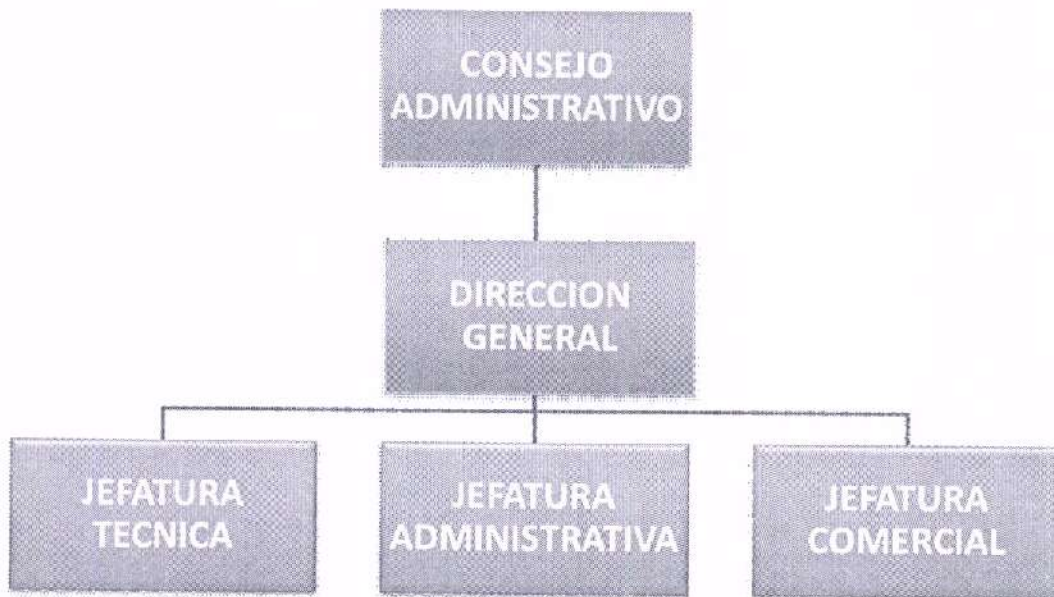 CONSEJO
ADMINISTRATIVO
DIRECCION
GENERAL
JEFATURA
TECNICA
JEFATURA
ADMINISTRATIVA
JEFATURA
COMERCIAL